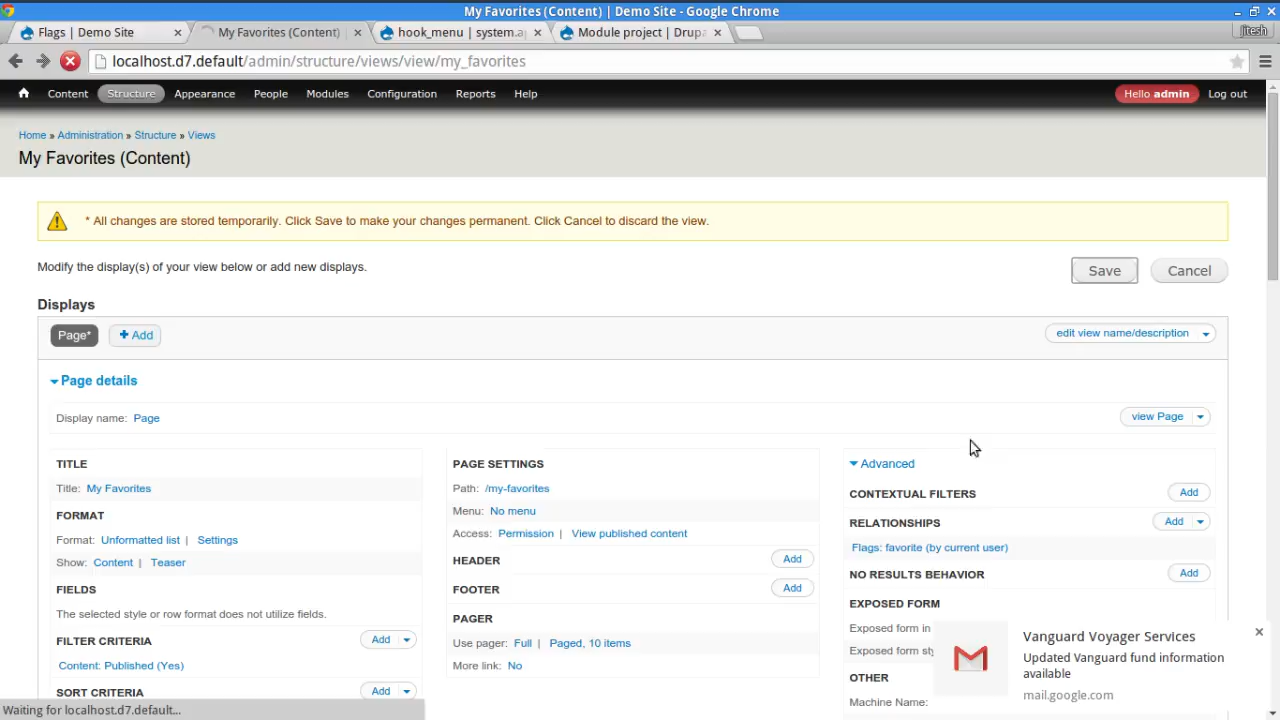 My Favorites (Content) | Demo Site - Google Chrome
Flags | Demo Site
My Favorites (Content)
hook_menu | system.a
Module project | Drupa
jitesh
localhost.d7.default/admin/structure/views/view/my_favorites
Content Structure Appearance People Modules Configuration Reports Help
Hello admin Log out
Home » Administration » Structure » Views
My Favorites (Content)
* All changes are stored temporarily. Click Save to make your changes permanent. Click Cancel to discard the view.
Modify the display(s) of your view below or add new displays.
Save Cancel
Displays
Page* Add
edit view name/description
Page details
Display name: Page
view Page
TITLE
Title: My Favorites
FORMAT
Format: Unformatted list | Settings
Show: Content | Teaser
FIELDS
The selected style or row format does not utilize fields.
FILTER CRITERIA Add
Content: Published (Yes)
SORT CRITERIA Add
PAGE SETTINGS
Path: /my-favorites
Menu: No menu
Access: Permission | View published content
HEADER Add
FOOTER Add
PAGER
Use pager: Full | Paged, 10 items
More link: No
Advanced
CONTEXTUAL FILTERS Add
RELATIONSHIPS Add
Flags: favorite (by current user)
NO RESULTS BEHAVIOR Add
EXPOSED FORM
Exposed form in
Exposed form sty
OTHER
Machine Name:
Vanguard Voyager Services
Updated Vanguard fund information
available
mail.google.com
Waiting for localhost.d7.default...